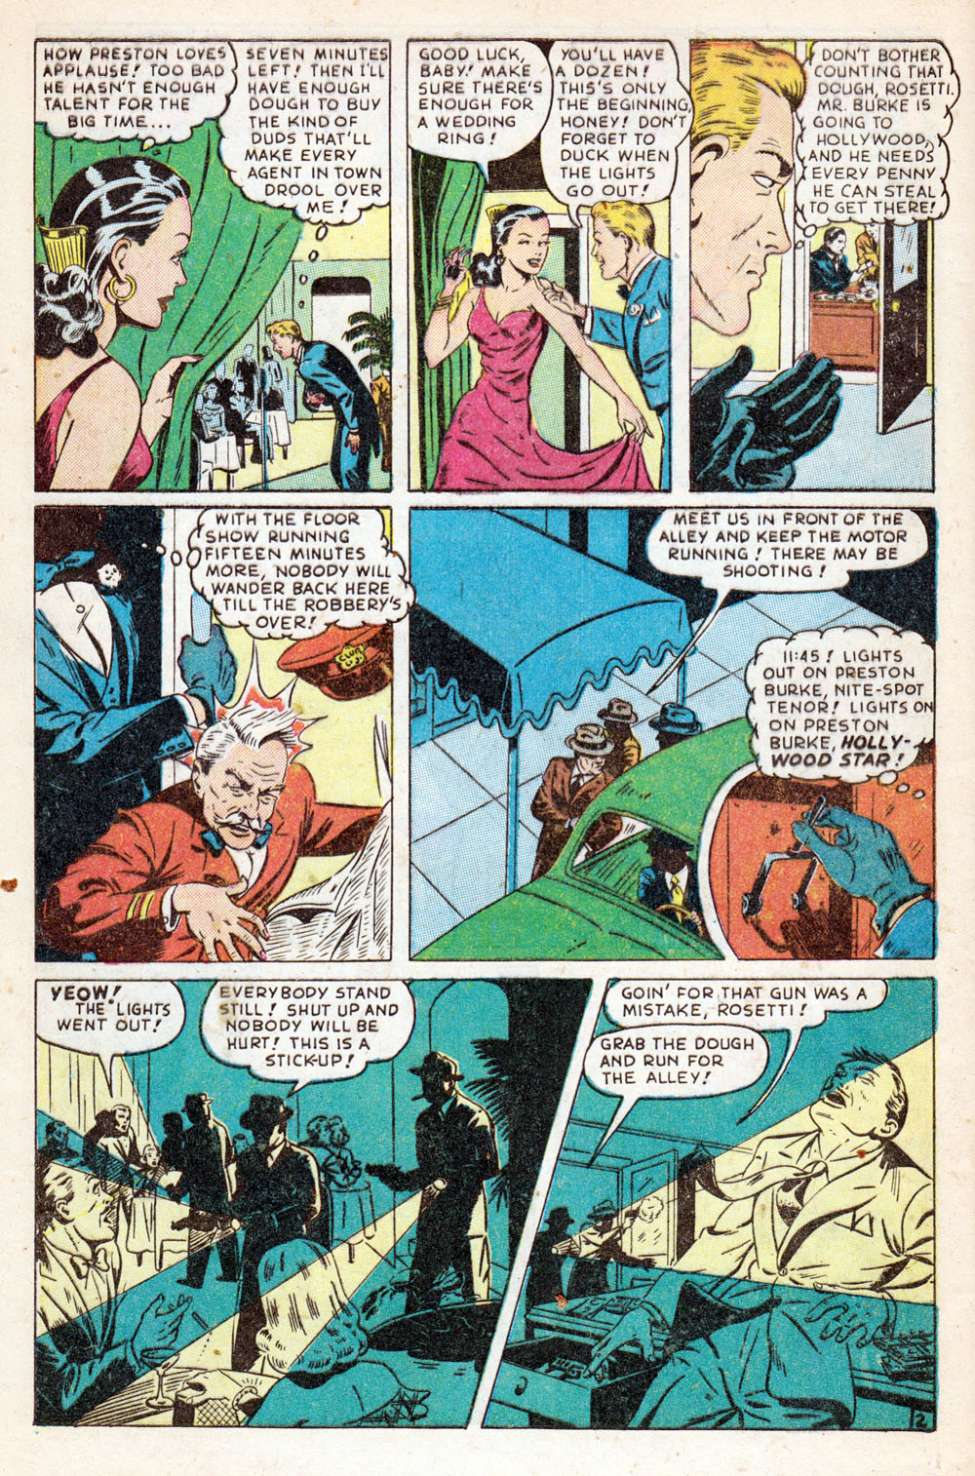 HOW PRESTON LOVES
APPLAUSE! TOO BAD
HE HASN'T ENOUGH
TALENT FOR THE
BIG TIME...
SEVEN MINUTES
LEFT! THEN I'LL
HAVE ENOUGH
DOUGH TO BUY
THE KIND OF
DUDS THAT'LL
MAKE EVERY
AGENT IN TOWN
DROOL OVER
ME!
GOOD LUCK,
BABY! MAKE
SURE THERE'S
ENOUGH FOR
A WEDDING
RING!
YOU'LL HAVE
A DOZEN!
THIS'S ONLY
THE BEGINNING,
HONEY! DON'T
FORGET TO
DUCK WHEN
THE LIGHTS
GO OUT!
DON'T BOTHER
COUNTING THAT
DOUGH, ROSETTI.
MR. BURKE IS
GOING TO
HOLLYWOOD,
AND HE NEEDS
EVERY PENNY
HE CAN STEAL
TO GET THERE!
WITH THE FLOOR
SHOW RUNNING
FIFTEEN MINUTES
MORE, NOBODY WILL
WANDER BACK HERE
TILL THE ROBBERY'S
OVER!
MEET US IN FRONT OF THE
ALLEY AND KEEP THE MOTOR
RUNNING! THERE MAY BE
SHOOTING!
11:45! LIGHTS
OUT ON PRESTON
BURKE, NITE-SPOT
TENOR! LIGHTS ON
ON PRESTON
BURKE, HOLLY-
WOOD STAR!
YEOW!
THE LIGHTS
WENT OUT!
EVERYBODY STAND
STILL! SHUT UP AND
NOBODY WILL BE
HURT! THIS IS A
STICK-UP!
GOIN' FOR THAT GUN WAS A
MISTAKE, ROSETTI!
GRAB THE DOUGH
AND RUN FOR
THE ALLEY!
2